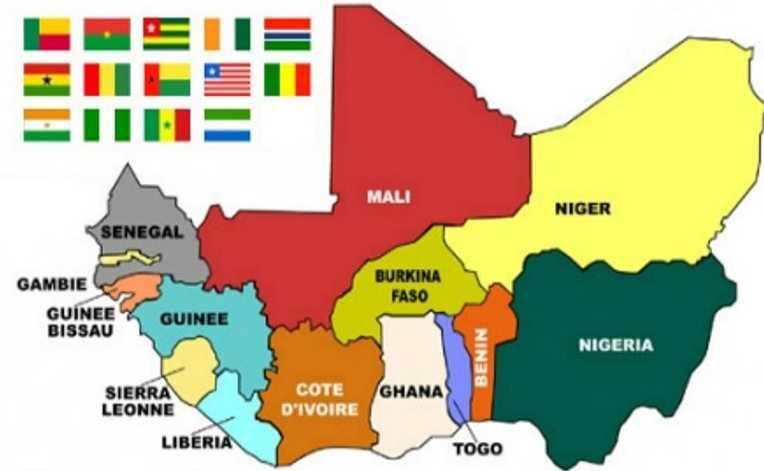 MALI
NIGER
SENEGAL
GAMBIE
GUINEE
BISSAU
GUINEE
BURKINA
FASO
SIERRA
LEONNE
LIBERIA
COTE
D'IVOIRE
GHANA
TOGO
BENIN
NIGERIA